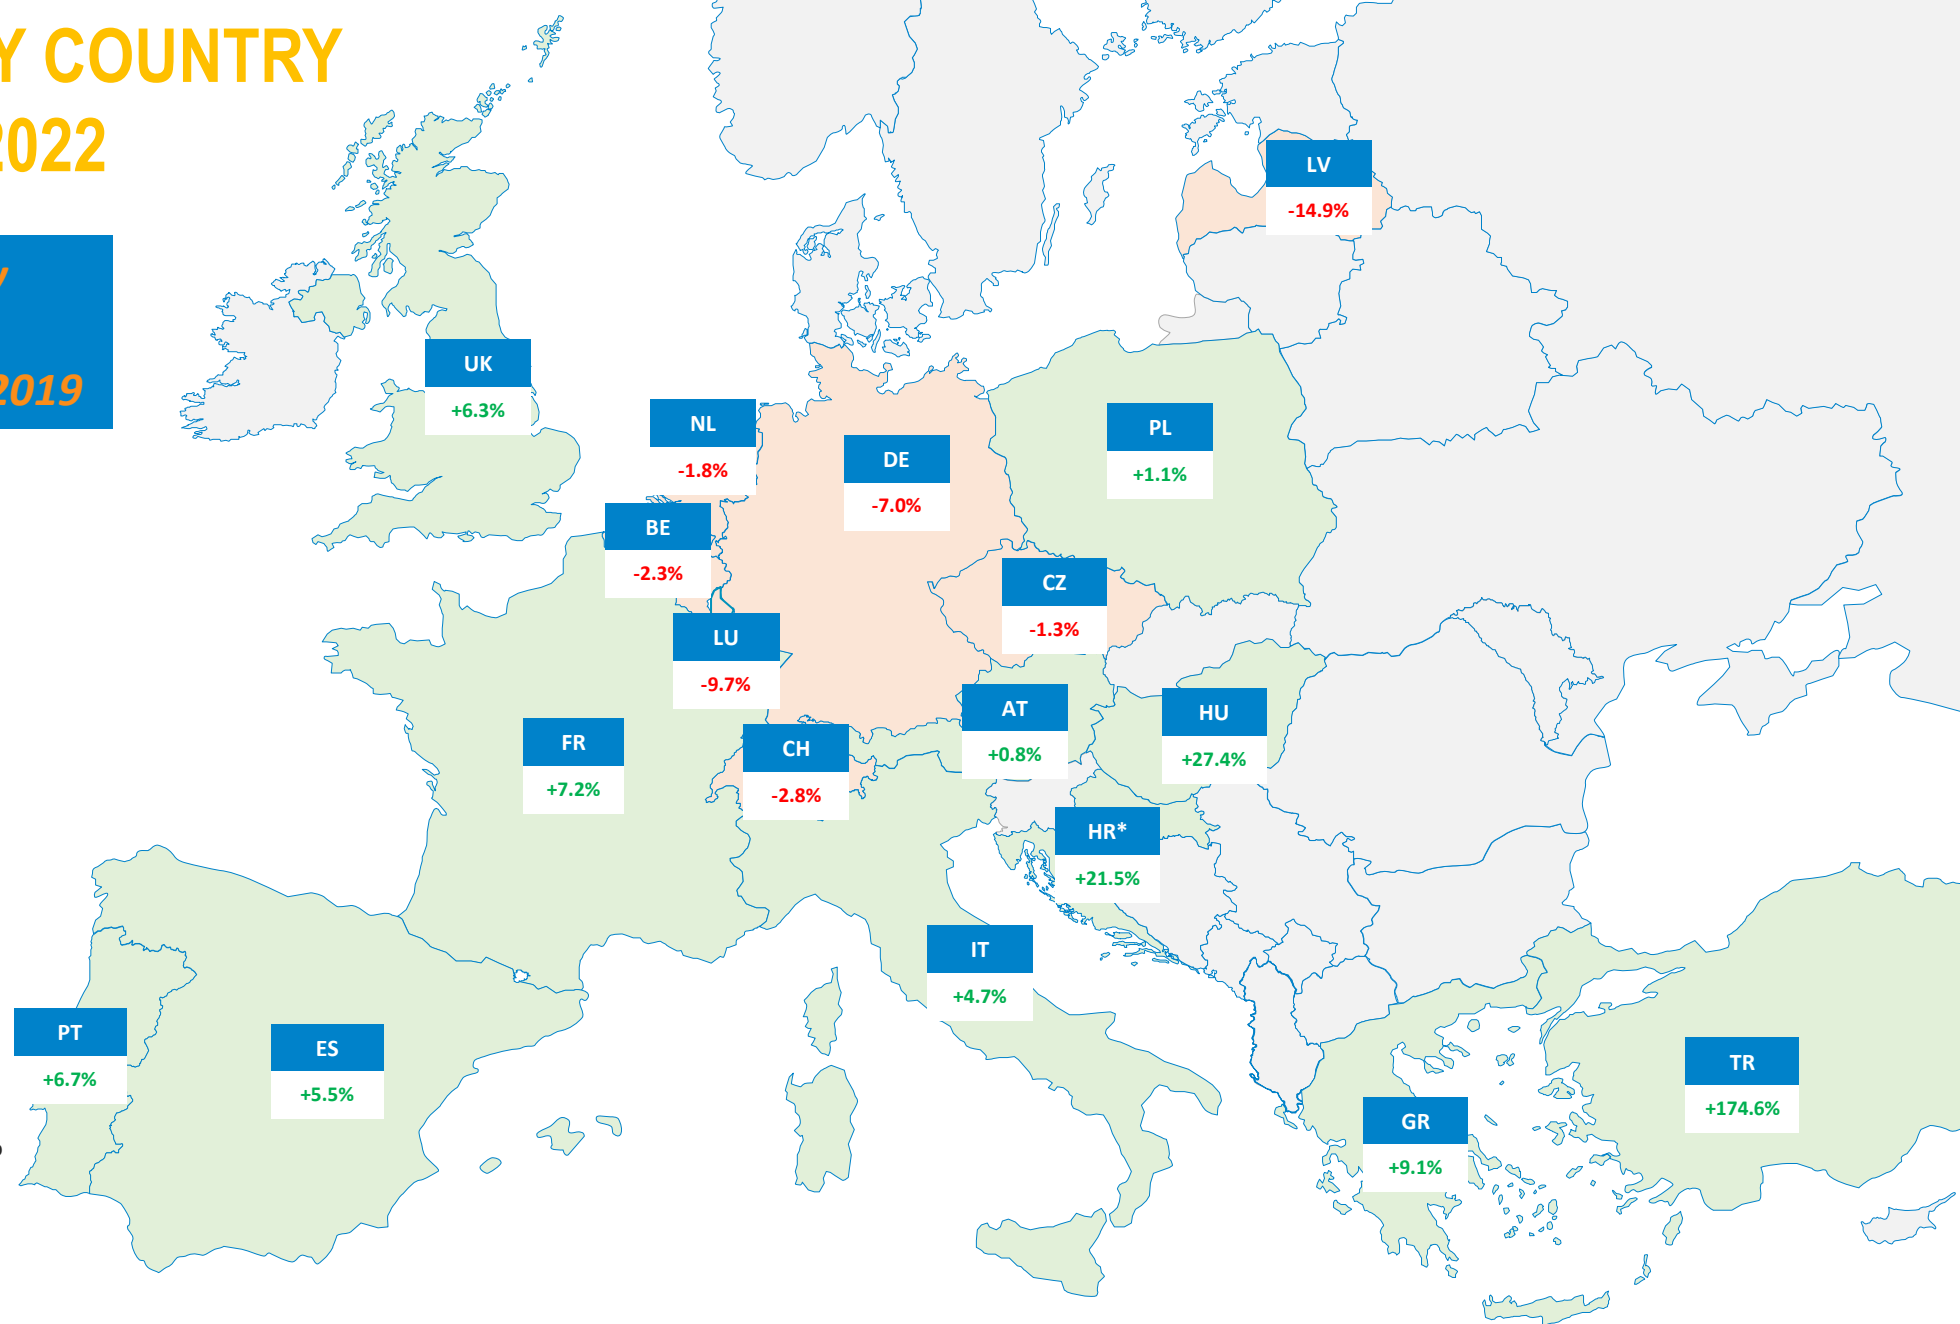 Y COUNTRY
2022
2019
LV
-14.9%
UK
+6.3%
NL
-1.8%
PL
+1.1%
DE
-7.0%
BE
-2.3%
CZ
-1.3%
LU
-9.7%
AT
+0.8%
HU
+27.4%
FR
+7.2%
CH
-2.8%
HR*
+21.5%
IT
+4.7%
PT
+6.7%
ES
+5.5%
TR
+174.6%
GR
+9.1%